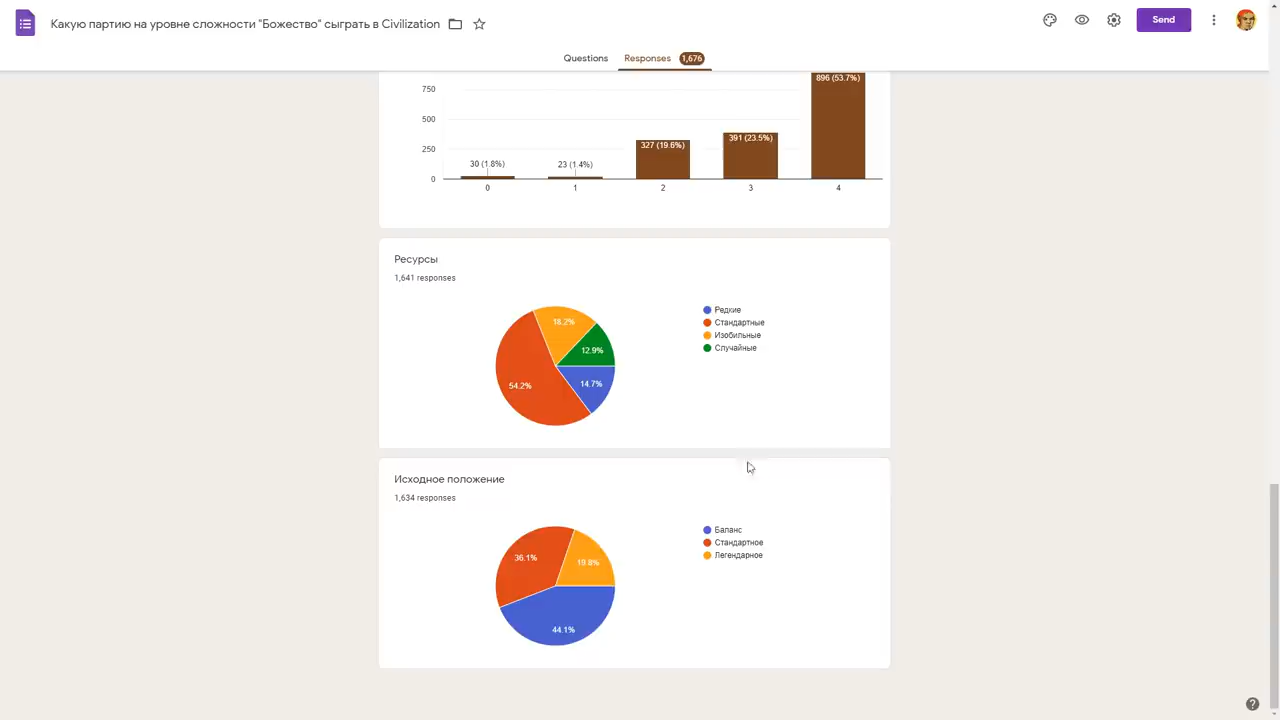 Какую партию на уровне сложности "Божество" сыграть в Civilization
Send
Questions
Responses 1,676
896 (53.7%)
750
500
391 (23.5%)
327 (19.6%)
250
30 (1.8%)
23 (1.4%)
0
0 1 2 3 4
Ресурсы
1,641 responses
Редкие
Стандартные
Изобильные
Случайные
18.2%
12.9%
54.2%
14.7%
Исходное положение
1,634 responses
Баланс
Стандартное
Легендарное
36.1%
19.8%
44.1%